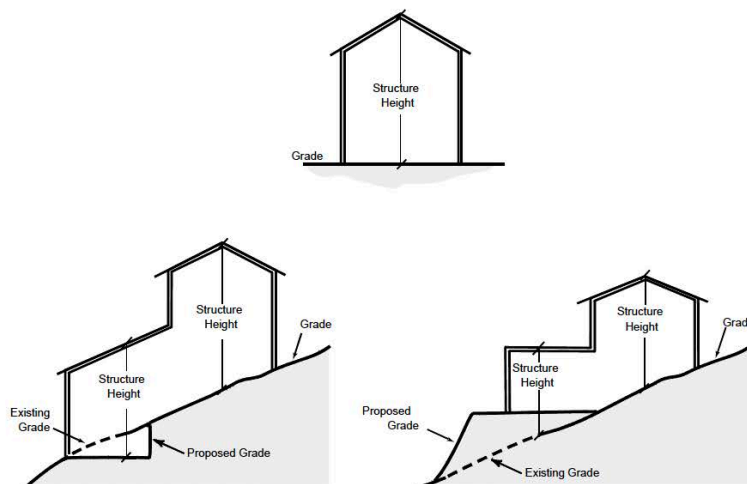 Structure
Height
Grade
Structure
Height
Grade
Structure
Height
Existing
Grade
Proposed Grade
Structure
Height
Grad
Structure
Height
Proposed
Grade
Existing Grade